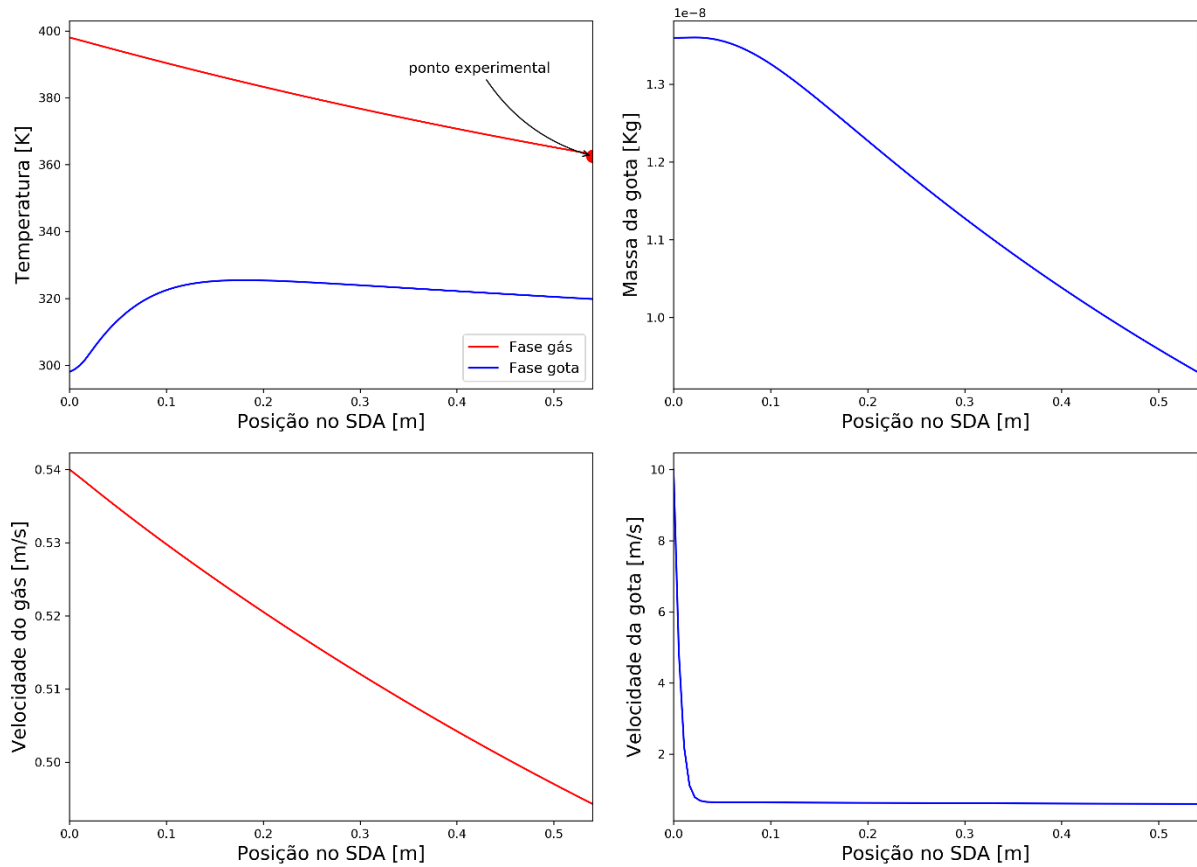 400
380
360
340
320
300
Temperatura [K]
ponto experimental
Fase gás
Fase gota
0.0 0.1 0.2 0.3 0.4 0.5
Posição no SDA [m]
1e−8
1.3
1.2
1.1
1.0
Massa da gota [Kg]
0.0 0.1 0.2 0.3 0.4 0.5
Posição no SDA [m]
0.54
0.53
0.52
0.51
0.50
Velocidade do gás [m/s]
0.0 0.1 0.2 0.3 0.4 0.5
Posição no SDA [m]
10
8
6
4
2
Velocidade da gota [m/s]
0.0 0.1 0.2 0.3 0.4 0.5
Posição no SDA [m]